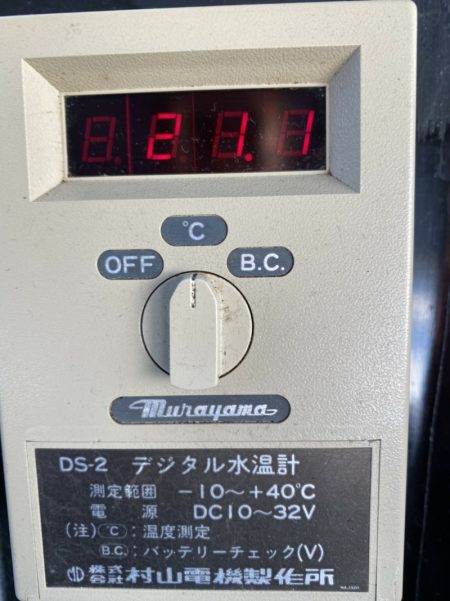 21.1
°C
OFF
B.C.
Murayama
DS-2 デジタル水温計
測定範囲 -10～+40°C
電源 DC10～32V
(注) °C:温度測定
B.C.:バッテリーチェック(V)
株式会社 村山電機製作所